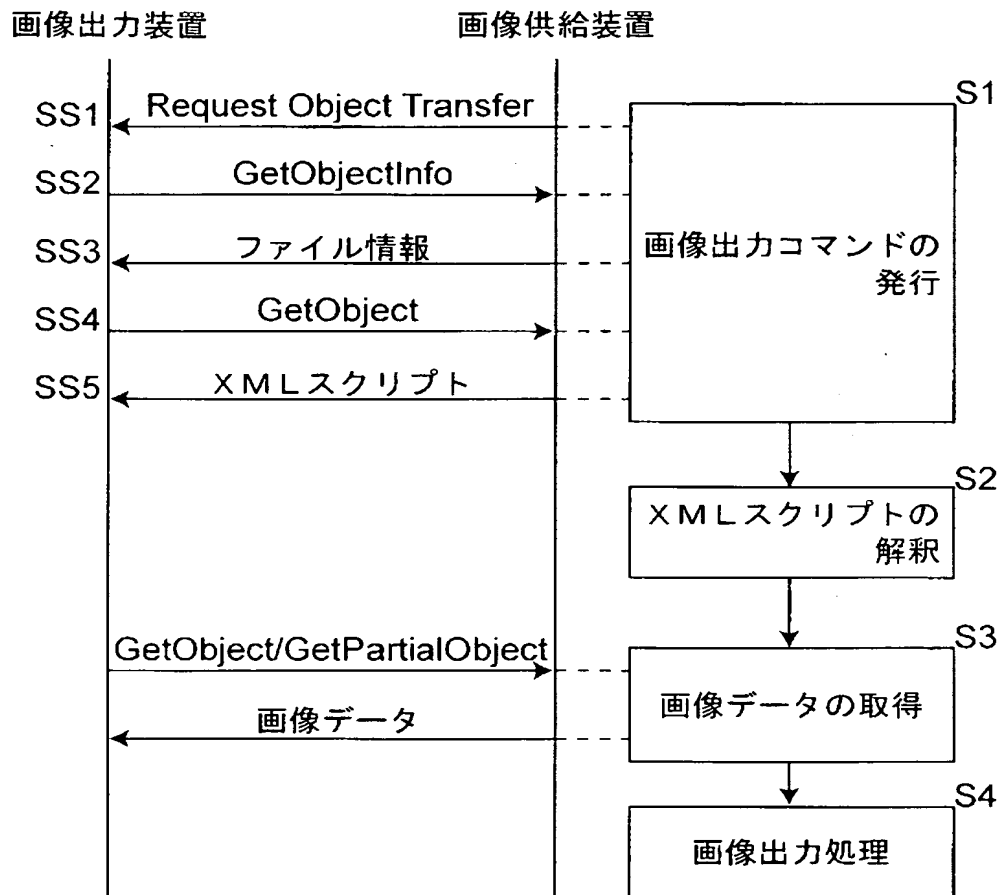 画像出力装置
画像供給装置
SS1
Request Object Transfer
S1
SS2
GetObjectInfo
SS3
ファイル情報
画像出力コマンドの
発行
SS4
GetObject
SS5
ＸＭＬスクリプト
S2
ＸＭＬスクリプトの
解釈
GetObject/GetPartialObject
S3
画像データ
画像データの取得
S4
画像出力処理